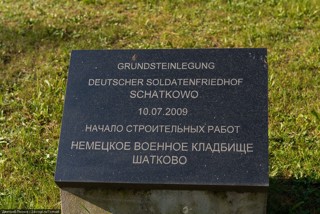 GRUNDSTEINLEGUNG
DEUTSCHER SOLDATENFRIEDHOF
SCHATKOWO
10.07.2009
НАЧАЛО СТРОИТЕЛЬНЫХ РАБОТ
НЕМЕЦКОЕ ВОЕННОЕ КЛАДБИЩЕ
ШАТКОВО